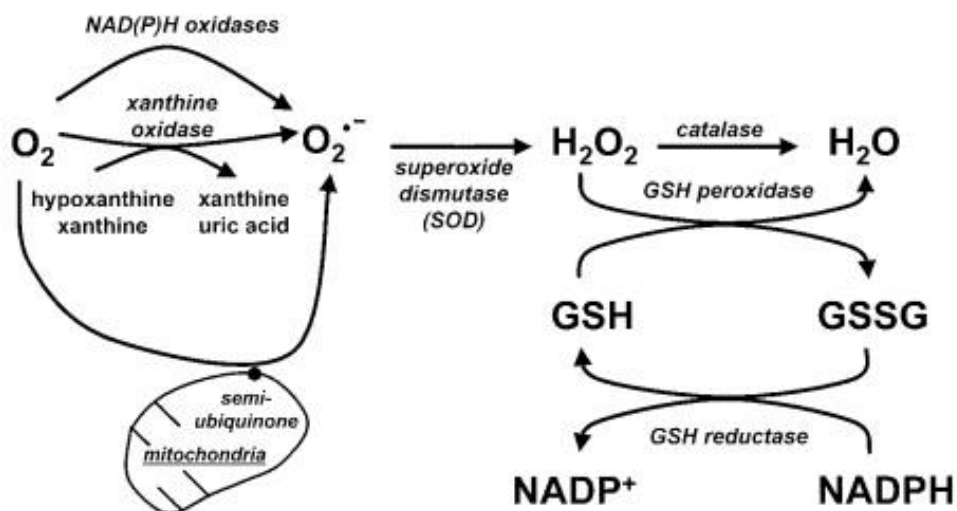 NAD(P)H oxidases
xanthine
oxidase
O₂
O₂•−
hypoxanthine
xanthine
xanthine
uric acid
superoxide
dismutase
(SOD)
H₂O₂
catalase
H₂O
GSH peroxidase
GSH
GSSG
semi-
ubiquinone
mitochondria
GSH reductase
NADP⁺
NADPH